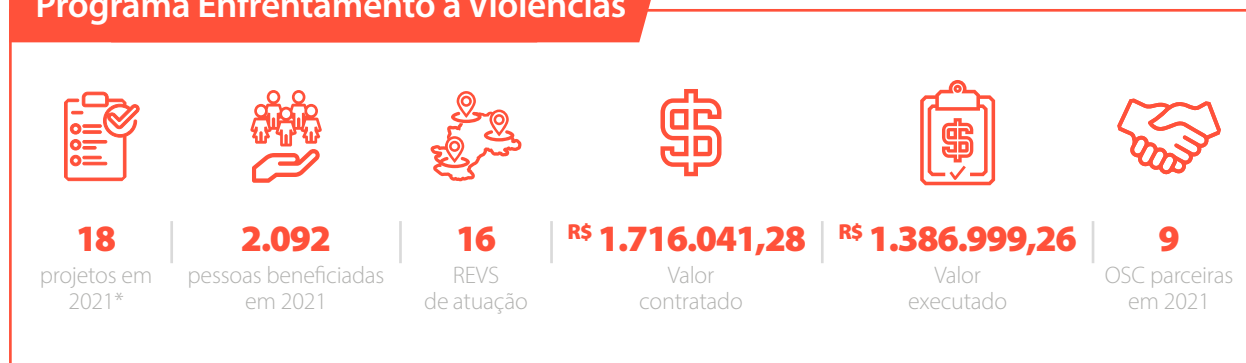 Programa Enfrentamento a Violências
18
projetos em
2021*
2.092
pessoas beneficiadas
em 2021
16
REVS
de atuação
R$ 1.716.041,28
Valor
contratado
R$ 1.386.999,26
Valor
executado
9
OSC parceiras
em 2021